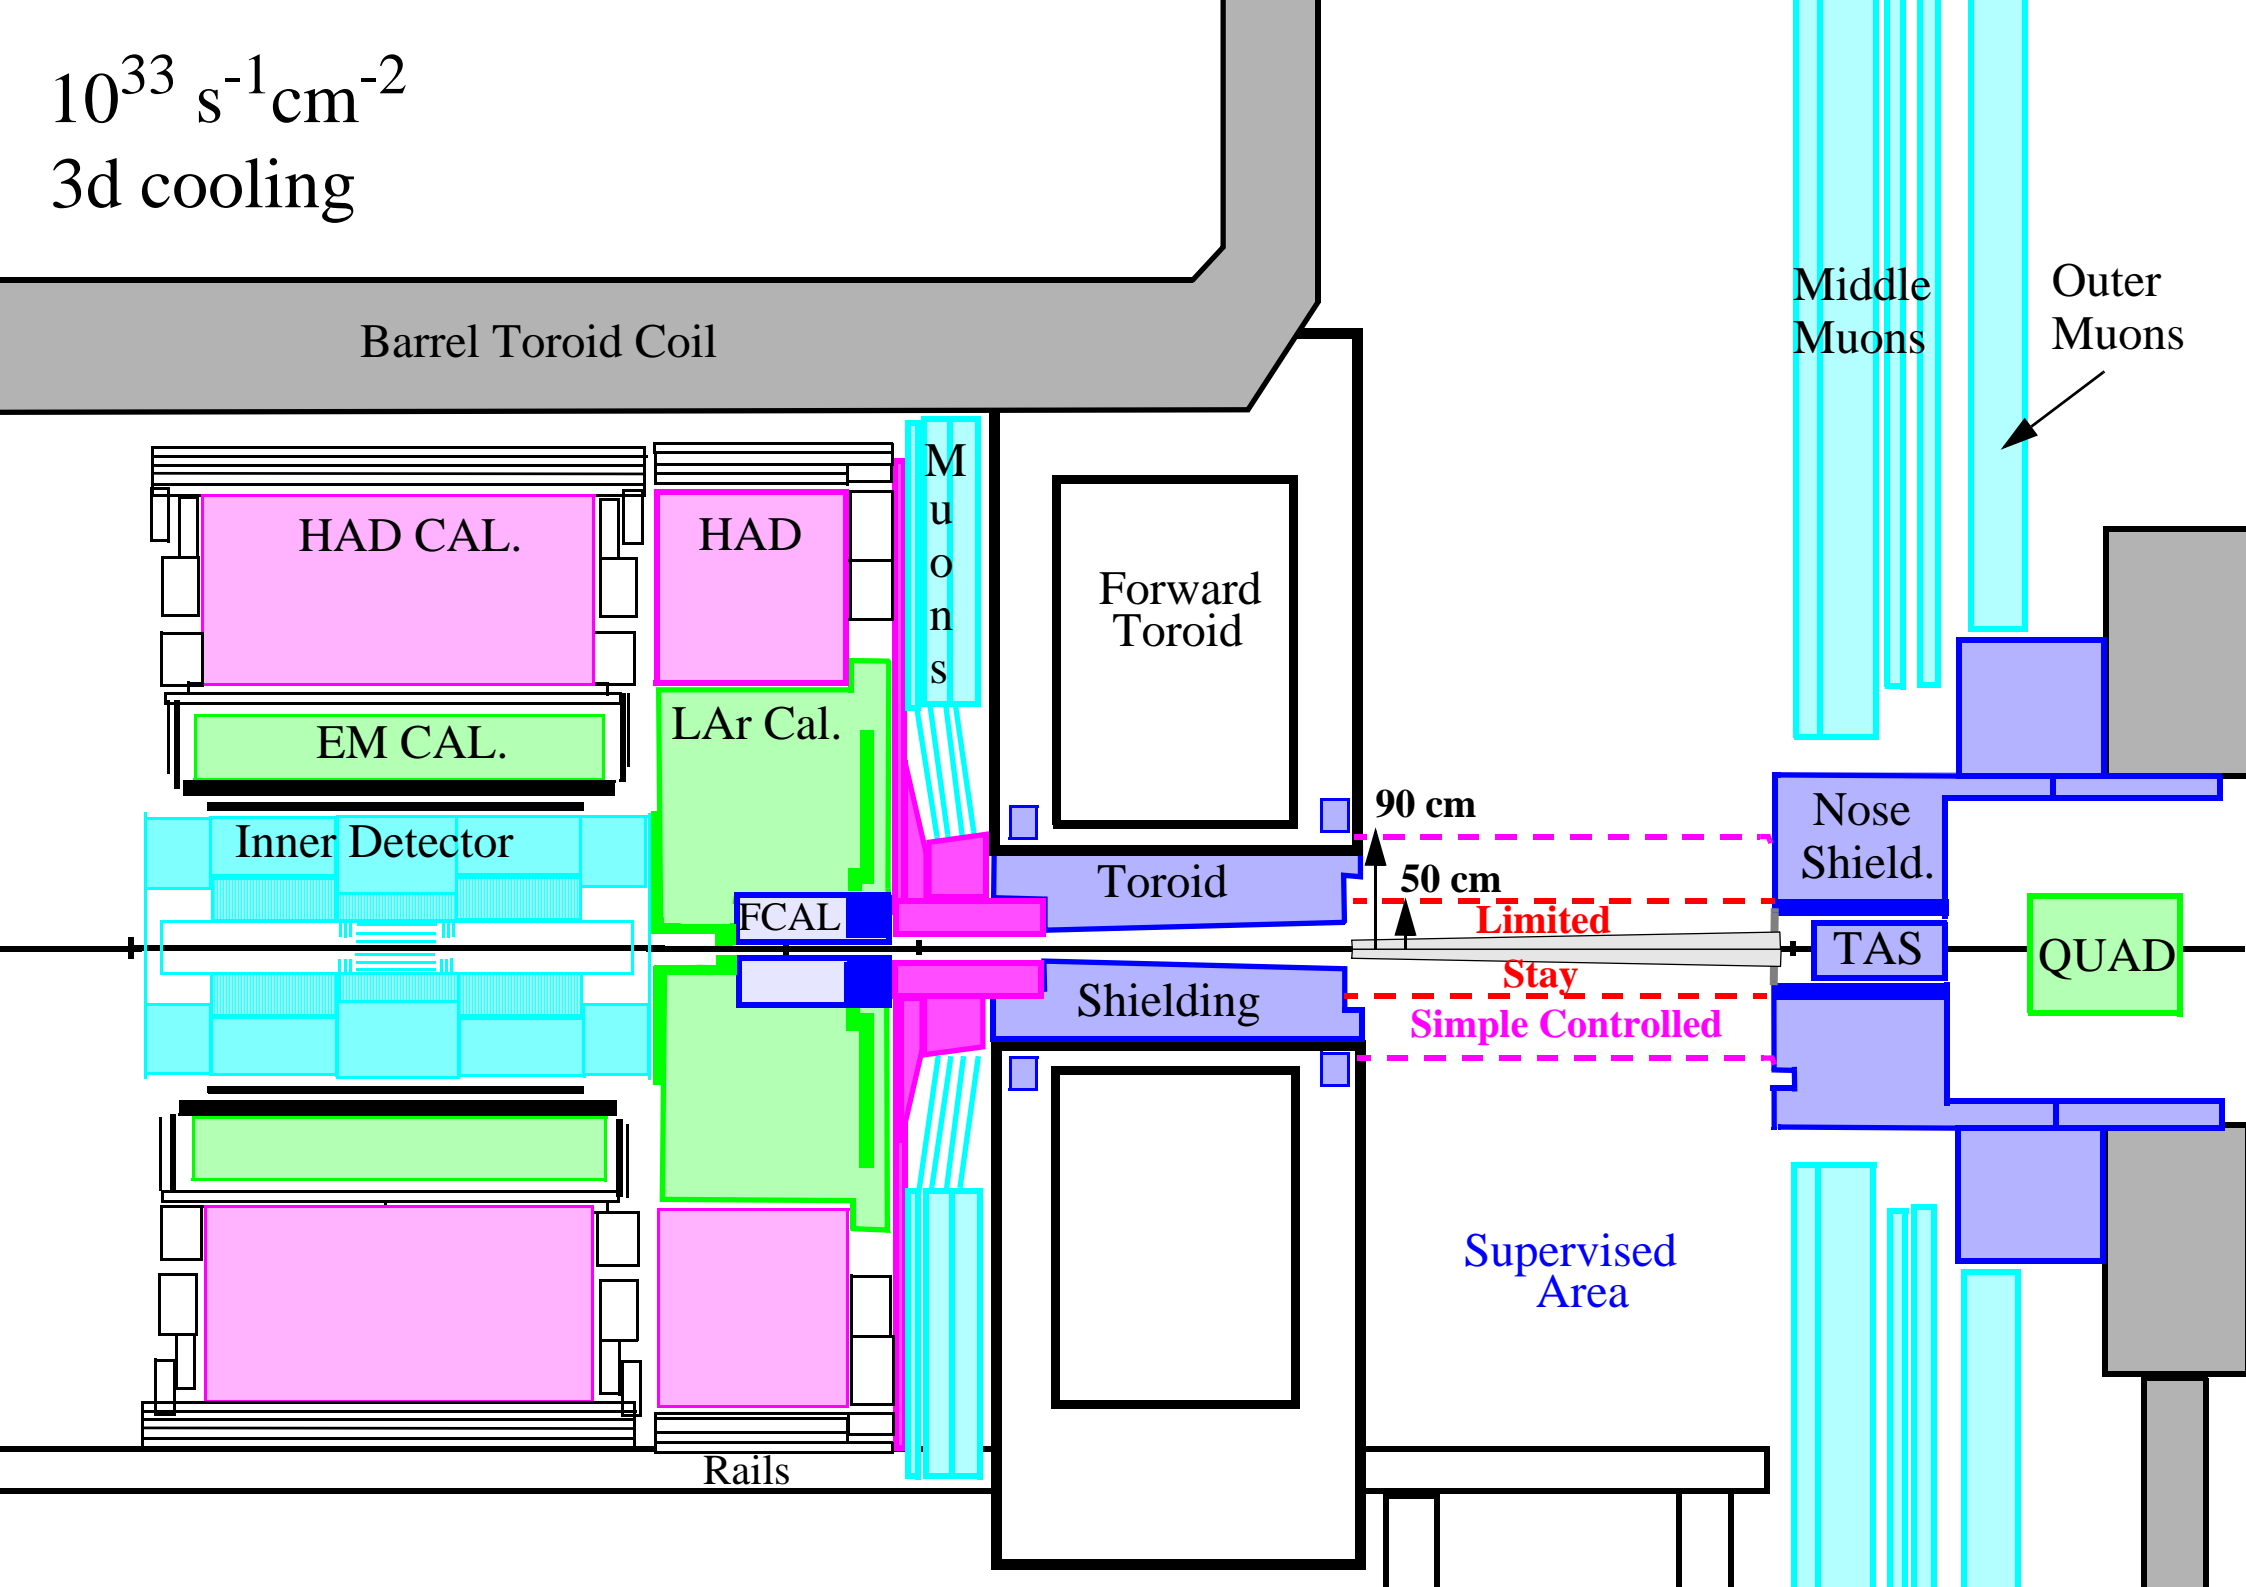 10³³ s⁻¹cm⁻²
3d cooling
Barrel Toroid Coil
Middle
Muons
Outer
Muons
HAD CAL.
HAD
Muons
Forward
Toroid
EM CAL.
LAr Cal.
Inner Detector
FCAL
Toroid
90 cm
50 cm
Limited
Stay
Simple Controlled
Nose
Shield.
TAS
QUAD
Shielding
Supervised
Area
Rails